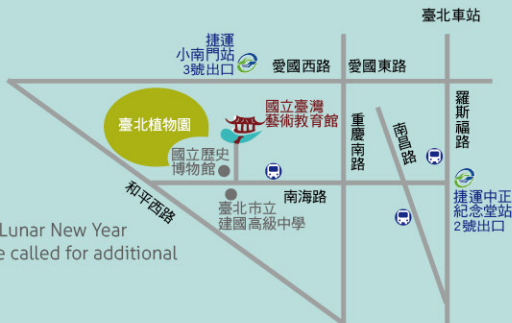 臺北車站
捷運
小南門站
3號出口
愛國西路
愛國東路
羅斯福路
國立臺灣
藝術教育館
重慶南路
南昌路
臺北植物園
國立歷史
博物館
和平西路
南海路
捷運中正
紀念堂站
2號出口
臺北市立
建國高級中學
Lunar New Year
e called for additional